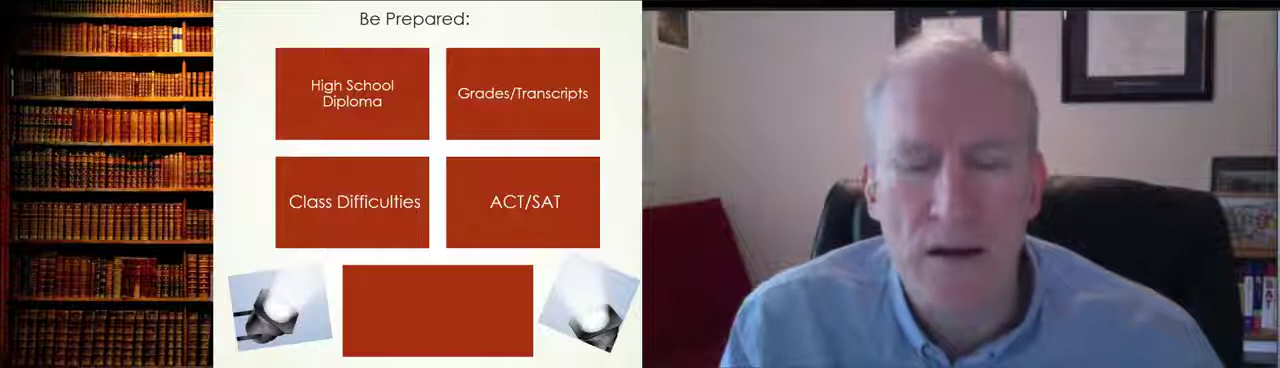 Be Prepared:
High School
Diploma
Grades/Transcripts
Class Difficulties
ACT/SAT